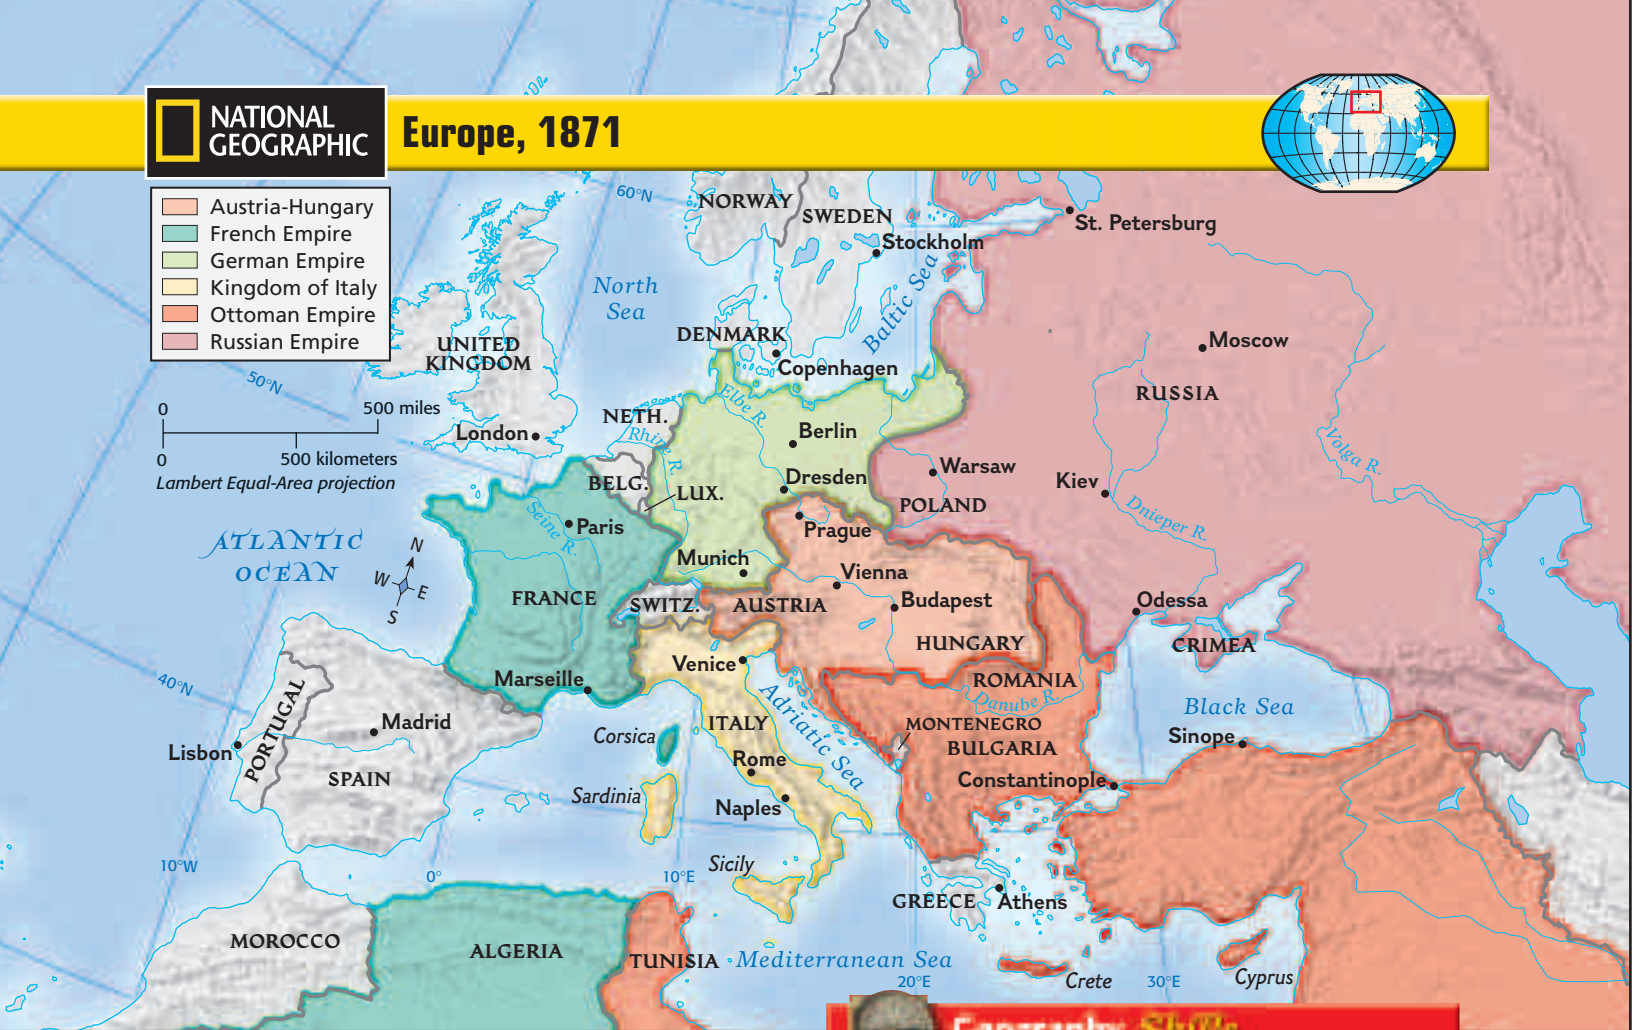 NATIONAL
GEOGRAPHIC
Europe, 1871
Austria-Hungary
French Empire
German Empire
Kingdom of Italy
Ottoman Empire
Russian Empire
0
500 miles
0
500 kilometers
Lambert Equal-Area projection
60°N
50°N
40°N
10°W
0°
10°E
20°E
30°E
N
W
E
S
NORWAY
SWEDEN
Stockholm
St. Petersburg
North
Sea
Baltic Sea
DENMARK
Copenhagen
UNITED
KINGDOM
London
NETH.
Rhine R.
Elbe R.
Berlin
Dresden
BELG.
LUX.
Moscow
RUSSIA
Volga R.
Warsaw
POLAND
Kiev
Dnieper R.
Prague
Paris
Seine R.
Munich
Vienna
Budapest
ATLANTIC
OCEAN
FRANCE
SWITZ.
AUSTRIA
HUNGARY
Odessa
CRIMEA
Marseille
Venice
ROMANIA
Danube R.
Black Sea
PORTUGAL
Lisbon
Madrid
SPAIN
Corsica
Sardinia
ITALY
Rome
Naples
Adriatic Sea
MONTENEGRO
BULGARIA
Sinope
Constantinople
Sicily
GREECE
Athens
MOROCCO
ALGERIA
TUNISIA
Mediterranean Sea
Crete
Cyprus
Geography Skills